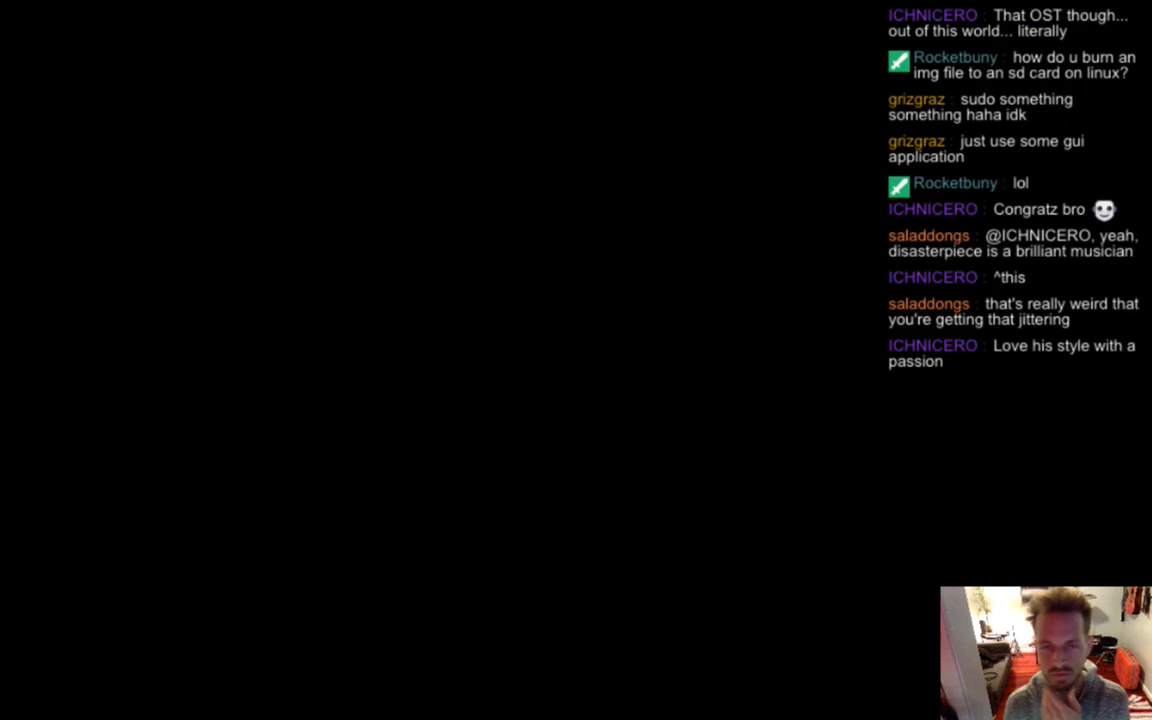 ICHNICERO : That OST though...
out of this world... literally
Rocketbuny : how do u burn an
img file to an sd card on linux?
grizgraz : sudo something
something haha idk
grizgraz : just use some gui
application
Rocketbuny : lol
ICHNICERO : Congratz bro
saladdongs : @ICHNICERO, yeah,
disasterpiece is a brilliant musician
ICHNICERO : ^this
saladdongs : that's really weird that
you're getting that jittering
ICHNICERO : Love his style with a
passion